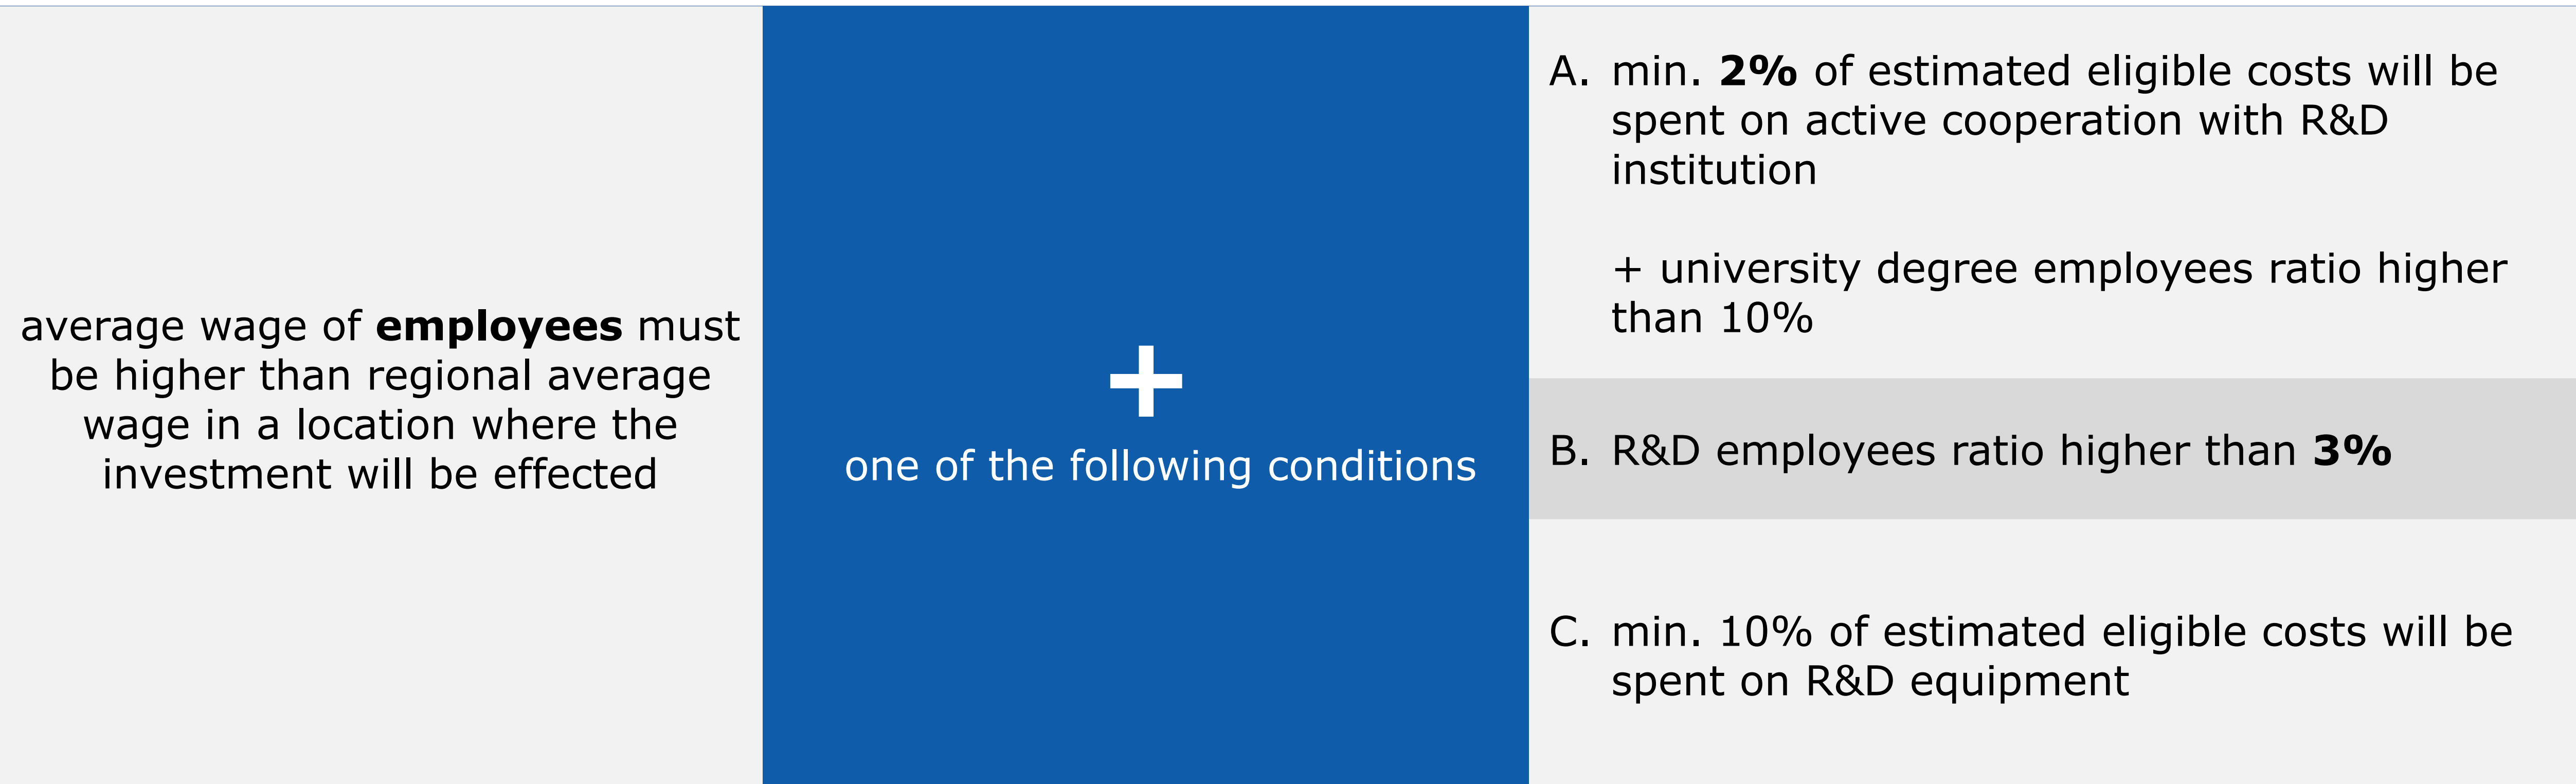 average wage of employees must
be higher than regional average
wage in a location where the
investment will be effected
+
one of the following conditions
A. min. 2% of estimated eligible costs will be
spent on active cooperation with R&D
institution
+ university degree employees ratio higher
than 10%
B. R&D employees ratio higher than 3%
C. min. 10% of estimated eligible costs will be
spent on R&D equipment